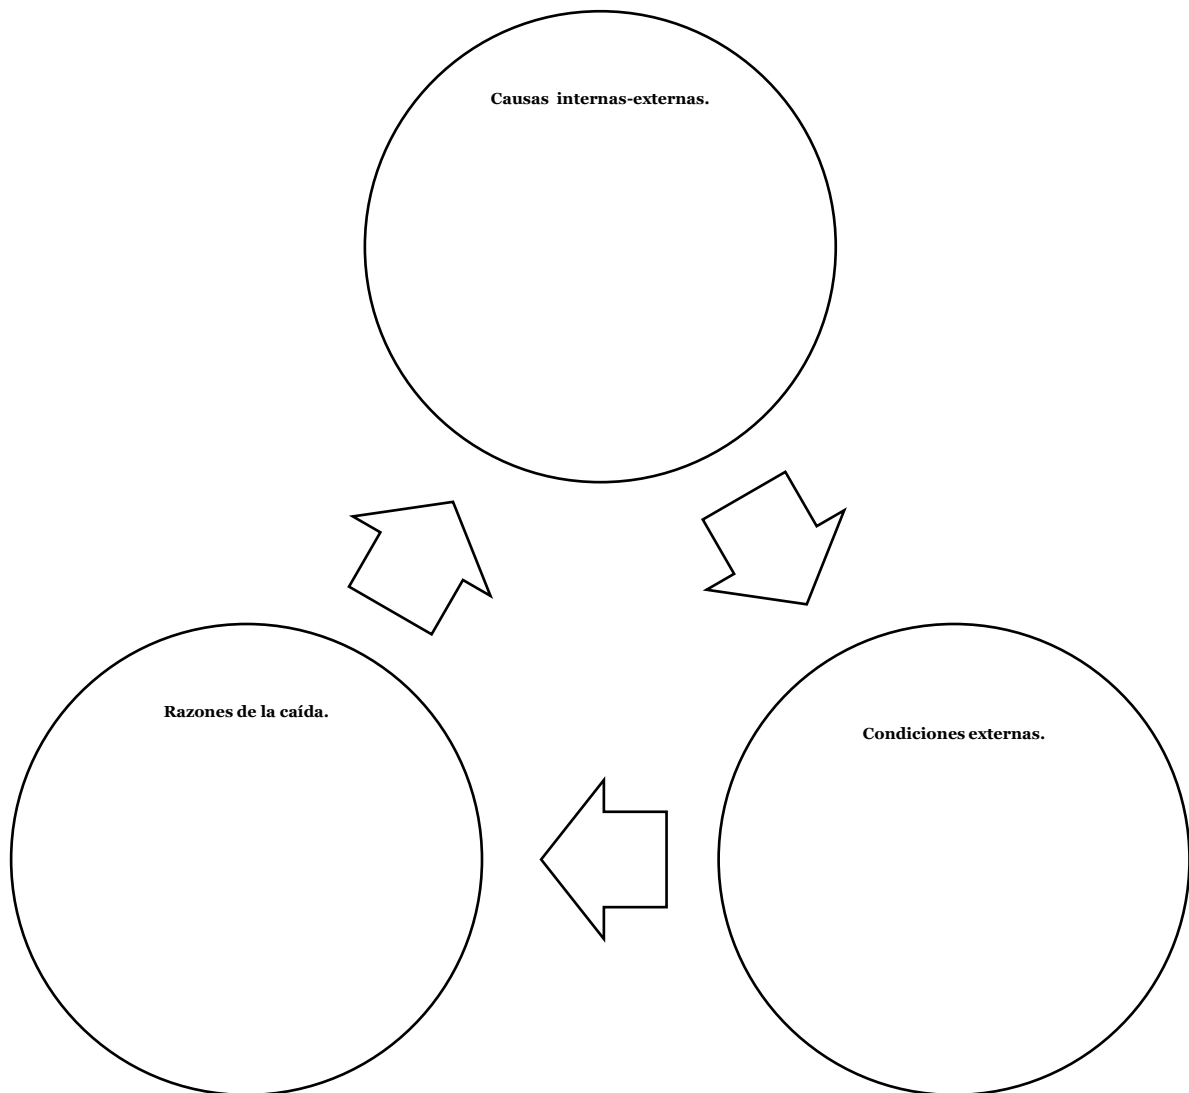 Causas internas-externas.
Razones de la caída.
Condiciones externas.